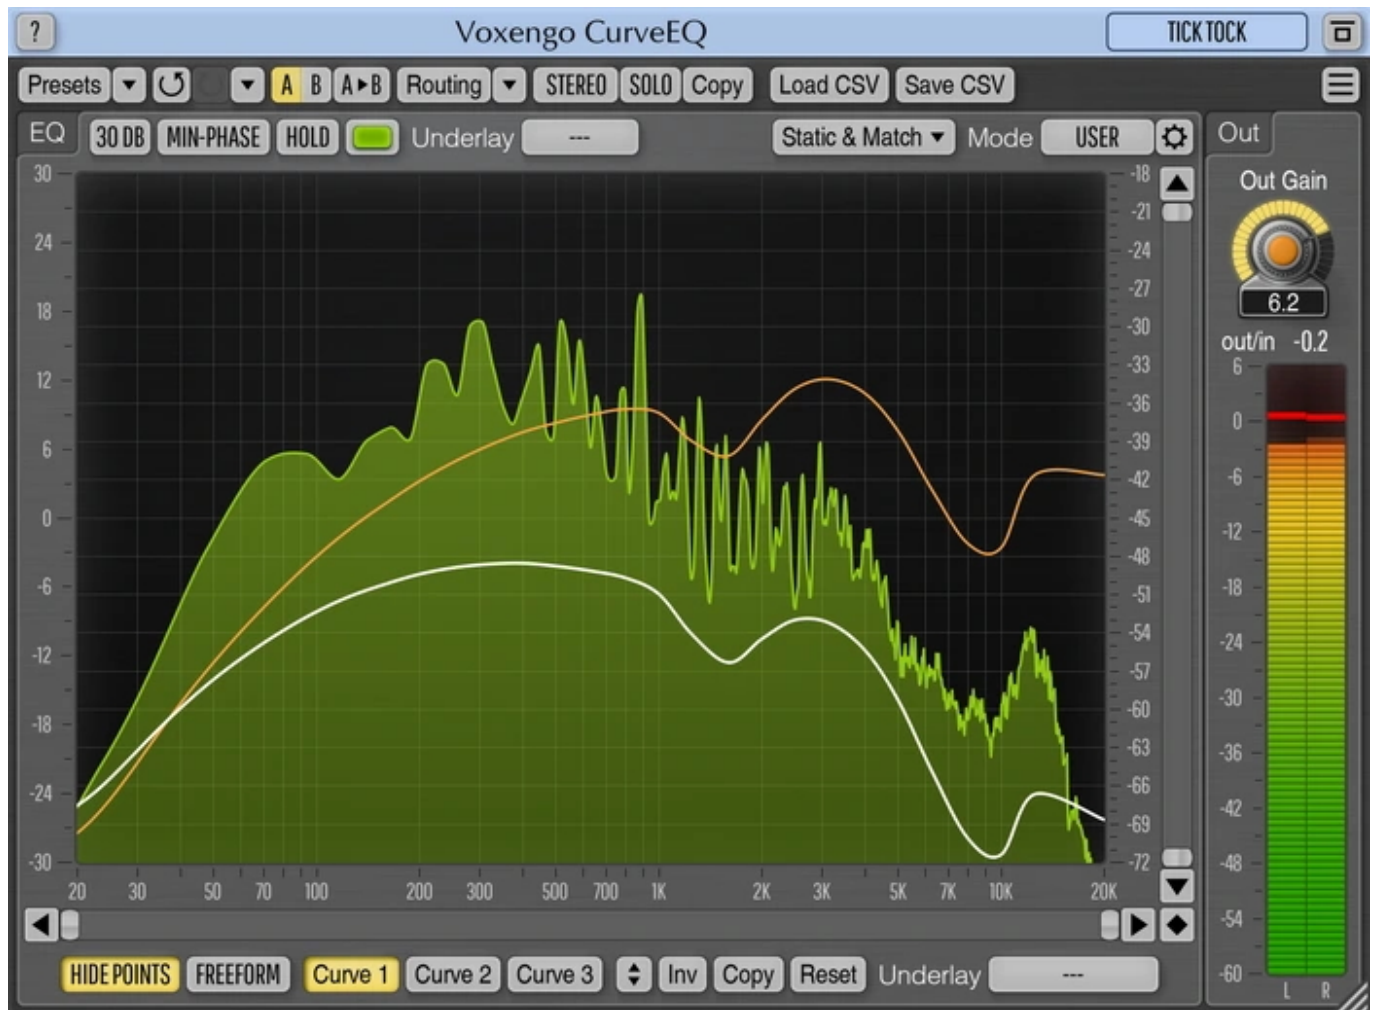 ? Voxengo CurveEQ TICK TOCK
Presets A B A▸B Routing STEREO SOLO Copy Load CSV Save CSV
EQ 30 DB MIN-PHASE HOLD Underlay --- Static & Match Mode USER Out
30 -18 Out Gain
-21
24 -24
-27
18 6.2
-30
out/in -0.2
-33 6
12
-36 0
6 -39
-42 -6
0 -45
-12
-48
-6 -51 -18
-54
-12 -24
-57
-60 -30
-18
-63 -36
-24 -66
-42
-69
-30 -72 -48
20 30 50 70 100 200 300 500 700 1K 2K 3K 5K 7K 10K 20K
-54
HIDE POINTS FREEFORM Curve 1 Curve 2 Curve 3 Inv Copy Reset Underlay --- -60
L R